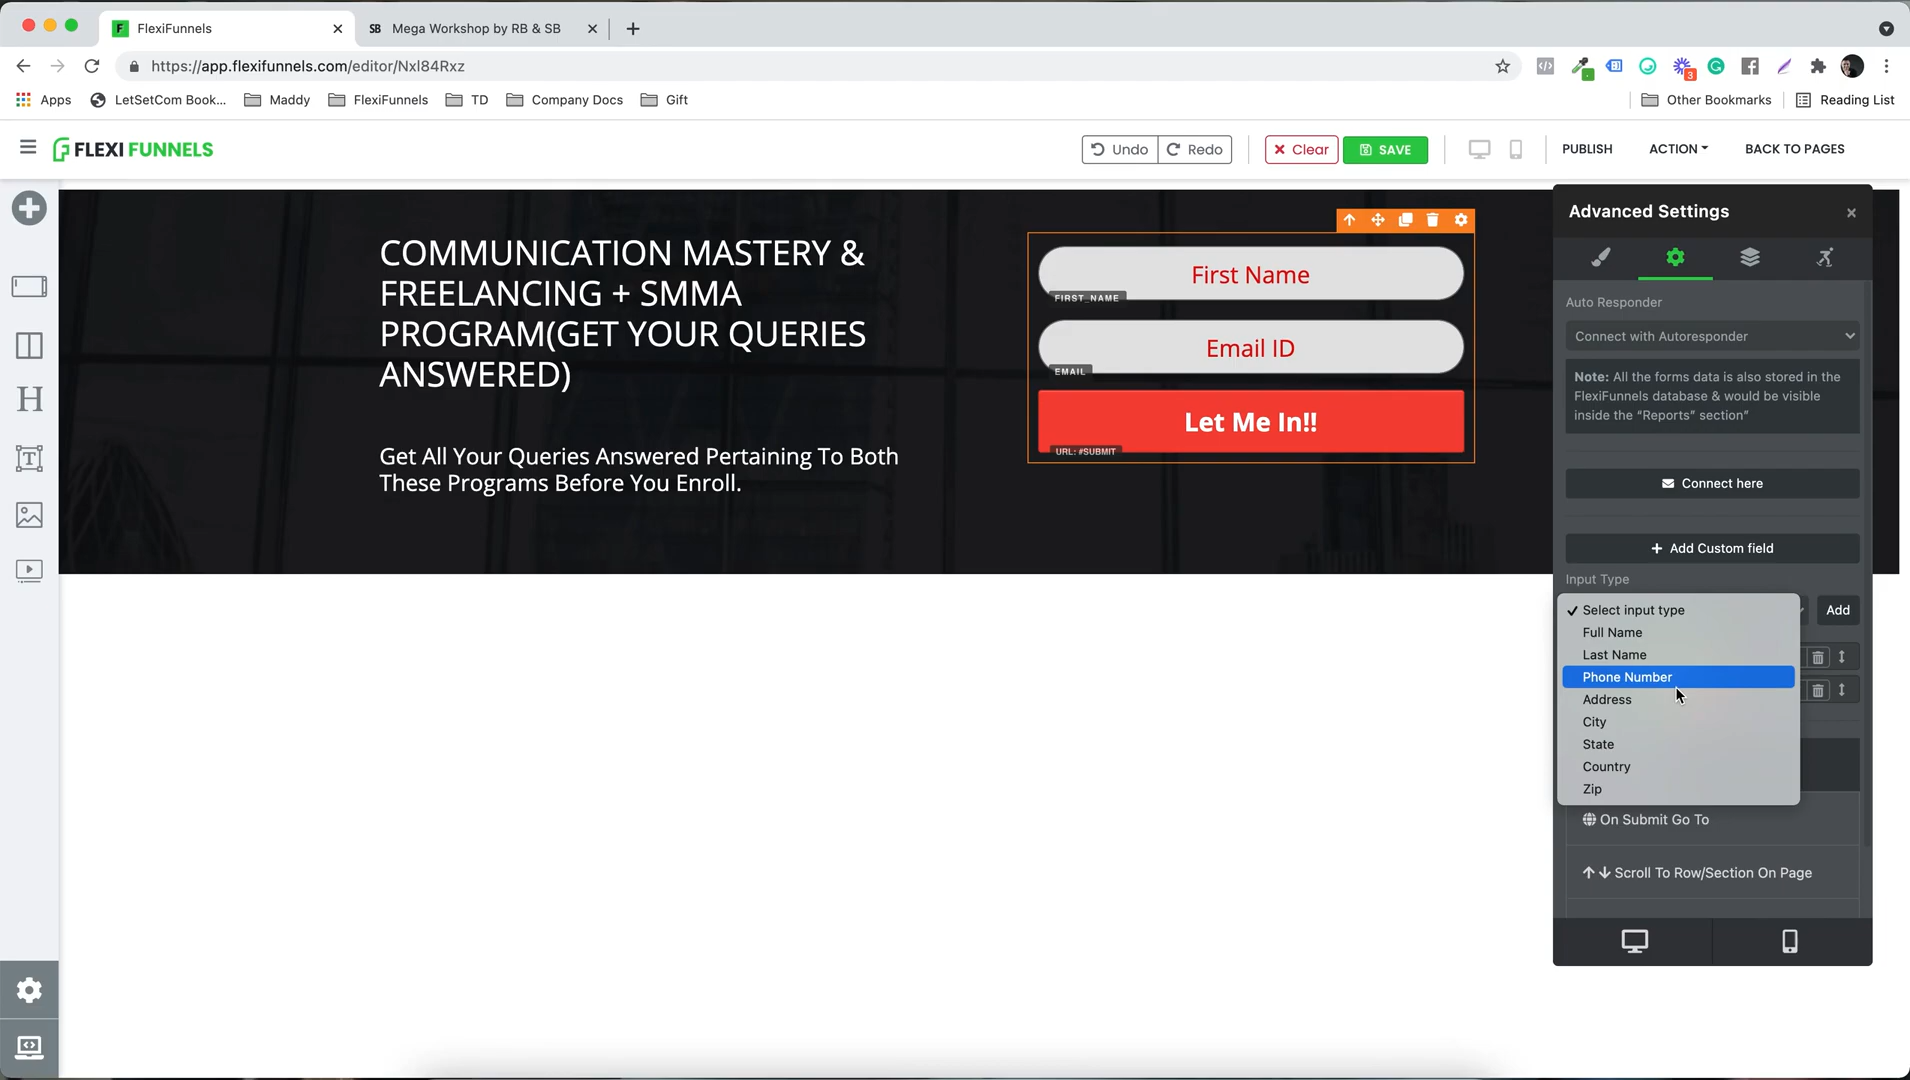 FlexiFunnels
SB Mega Workshop by RB & SB
https://app.flexifunnels.com/editor/Nxl84Rxz
3
Apps
LetSetCom Book...
Maddy
FlexiFunnels
TD
Company Docs
Gift
Other Bookmarks
Reading List
FLEXI FUNNELS
Undo
Redo
Clear
SAVE
PUBLISH
ACTION
BACK TO PAGES
COMMUNICATION MASTERY &
FREELANCING + SMMA
PROGRAM(GET YOUR QUERIES
ANSWERED)
Get All Your Queries Answered Pertaining To Both
These Programs Before You Enroll.
First Name
FIRST_NAME
Email ID
EMAIL
Let Me In!!
URL: #SUBMIT
Advanced Settings
Auto Responder
Connect with Autoresponder
Note: All the forms data is also stored in the
FlexiFunnels database & would be visible
inside the “Reports” section”
Connect here
+ Add Custom field
Input Type
Select input type
Add
Full Name
Last Name
Phone Number
Address
City
State
Country
Zip
On Submit Go To
Scroll To Row/Section On Page